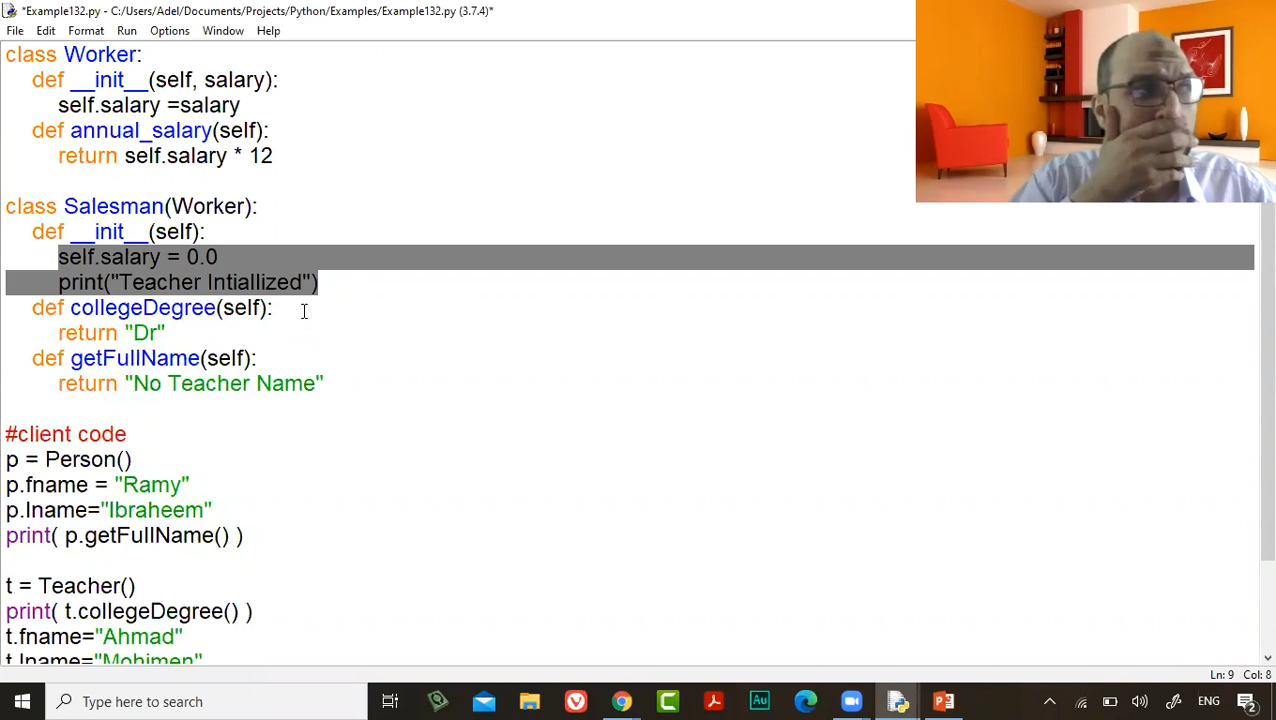 *Example132.py - C:/Users/Adel/Documents/Projects/Python/Examples/Example132.py (3.7.4)*
File Edit Format Run Options Window Help
class Worker:
def __init__(self, salary):
self.salary =salary
def annual_salary(self):
return self.salary * 12
class Salesman(Worker):
def __init__(self):
self.salary = 0.0
print("Teacher Intiallized")
def collegeDegree(self):
return "Dr"
def getFullName(self):
return "No Teacher Name"
#client code
p = Person()
p.fname = "Ramy"
p.lname="Ibraheem"
print( p.getFullName() )
t = Teacher()
print( t.collegeDegree() )
t.fname="Ahmad"
t.lname="Mohimen"
Ln: 9 Col: 8
Type here to search
Au
ENG
2